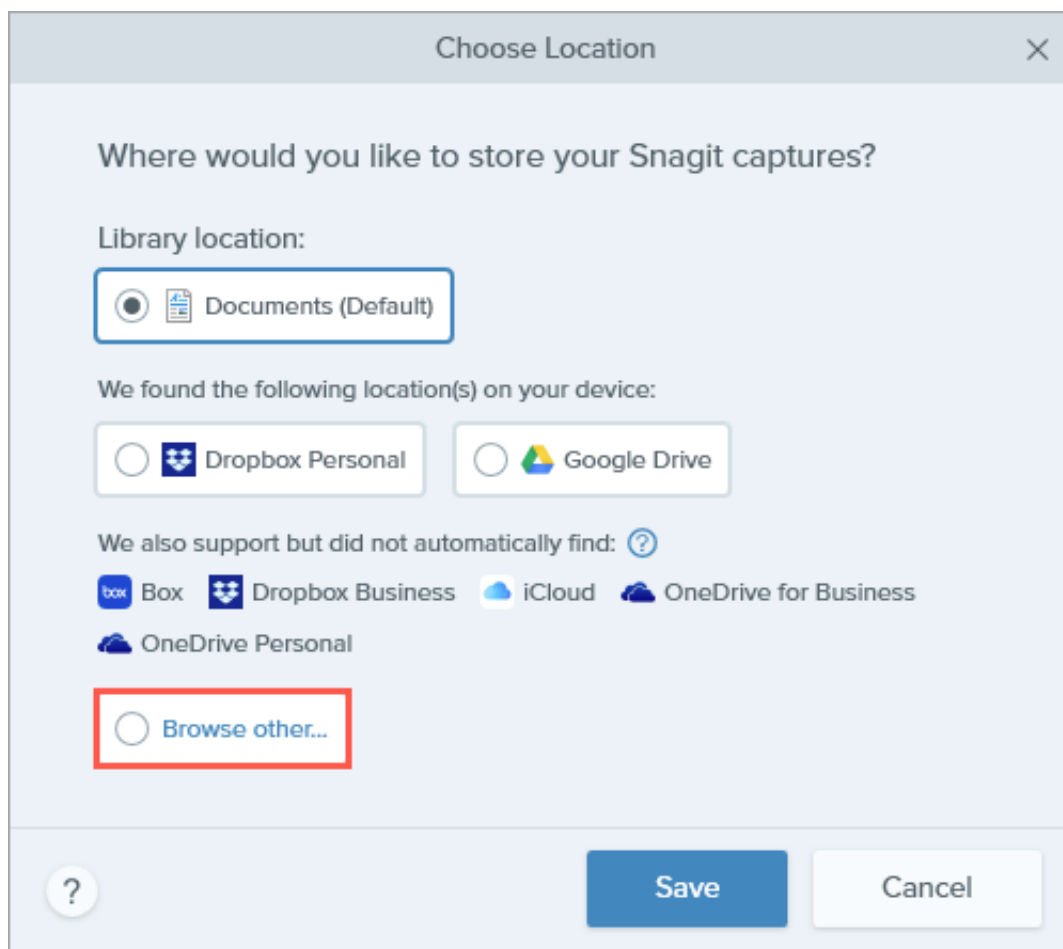 Choose Location
Where would you like to store your Snagit captures?
Library location:
Documents (Default)
We found the following location(s) on your device:
Dropbox Personal Google Drive
We also support but did not automatically find: ?
box Box Dropbox Business iCloud OneDrive for Business
OneDrive Personal
Browse other...
? Save Cancel